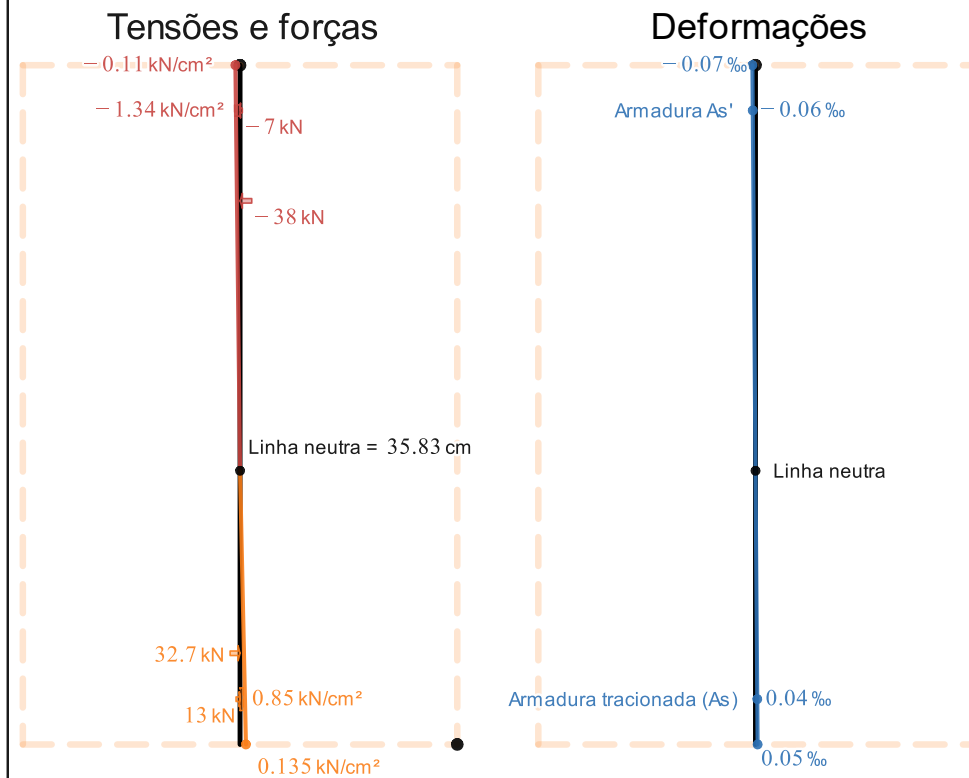 Tensões e forças
− 0.11 kN/cm²
− 1.34 kN/cm²
− 7 kN
− 38 kN
Linha neutra = 35.83 cm
32.7 kN
0.85 kN/cm²
13 kN
0.135 kN/cm²
Deformações
− 0.07 ‰
Armadura As' − 0.06 ‰
Linha neutra
Armadura tracionada (As) 0.04 ‰
0.05 ‰